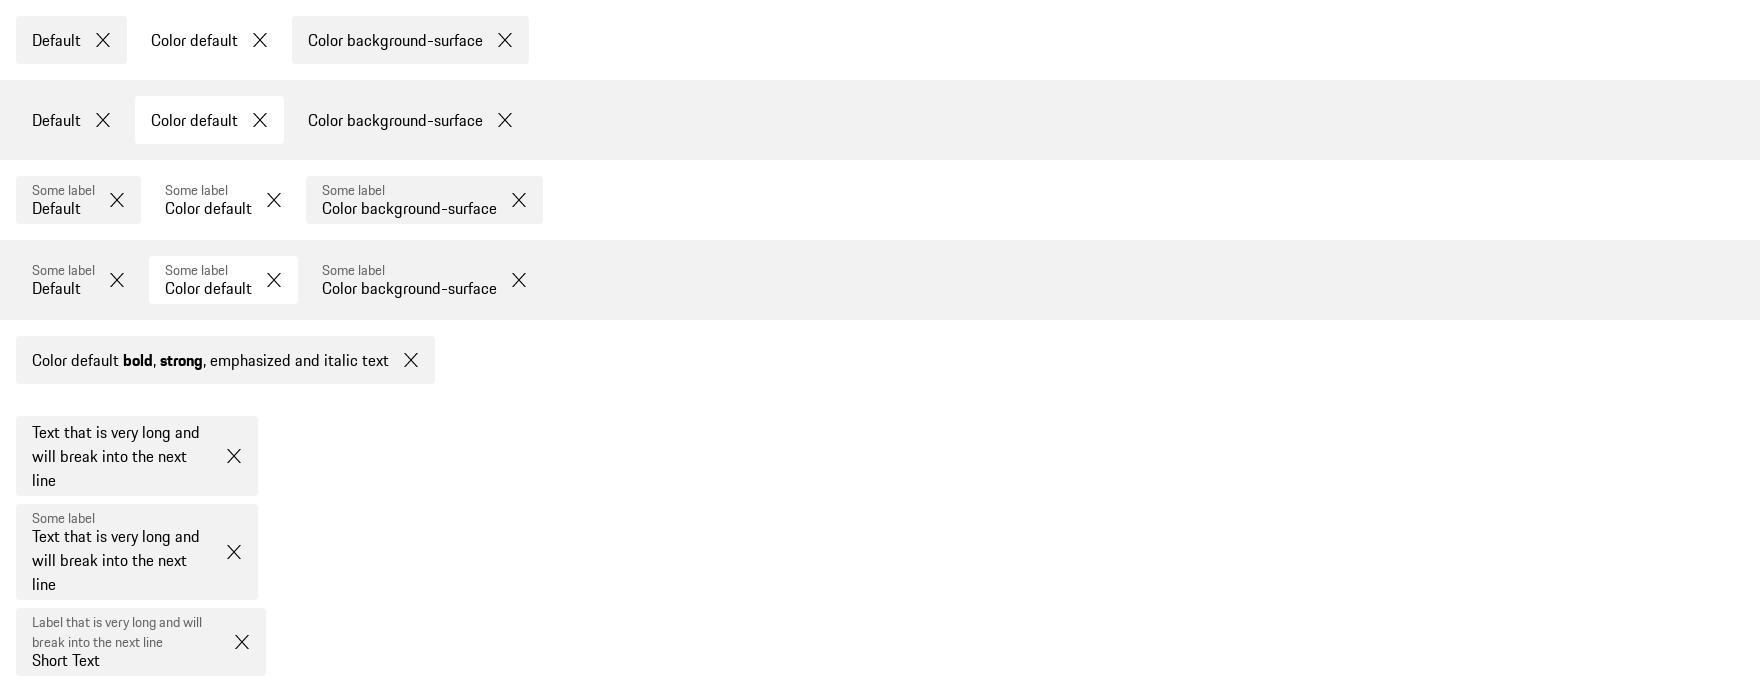 Default
Color default
Color background-surface
Default
Color default
Color background-surface
Some label
Some label
Some label
Default
Color default
Color background-surface
Some label
Some label
Some label
Default
Color default
Color background-surface
Color default bold, strong, emphasized and italic text
Text that is very long and
will break into the next
line
Some label
Text that is very long and
will break into the next
line
Label that is very long and will
break into the next line
Short Text